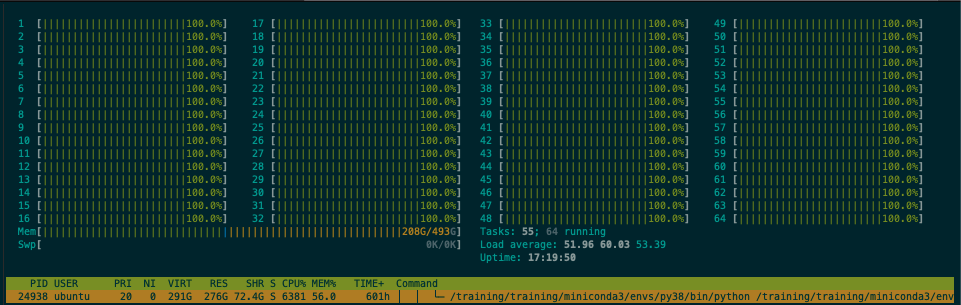 1 [||||||||||||||||||||||||100.0%] 17 [||||||||||||||||||||||||100.0%] 33 [||||||||||||||||||||||||100.0%] 49 [||||||||||||||||||||||||100.0%]
2 [||||||||||||||||||||||||100.0%] 18 [||||||||||||||||||||||||100.0%] 34 [||||||||||||||||||||||||100.0%] 50 [||||||||||||||||||||||||100.0%]
3 [||||||||||||||||||||||||100.0%] 19 [||||||||||||||||||||||||100.0%] 35 [||||||||||||||||||||||||100.0%] 51 [||||||||||||||||||||||||100.0%]
4 [||||||||||||||||||||||||100.0%] 20 [||||||||||||||||||||||||100.0%] 36 [||||||||||||||||||||||||100.0%] 52 [||||||||||||||||||||||||100.0%]
5 [||||||||||||||||||||||||100.0%] 21 [||||||||||||||||||||||||100.0%] 37 [||||||||||||||||||||||||100.0%] 53 [||||||||||||||||||||||||100.0%]
6 [||||||||||||||||||||||||100.0%] 22 [||||||||||||||||||||||||100.0%] 38 [||||||||||||||||||||||||100.0%] 54 [||||||||||||||||||||||||100.0%]
7 [||||||||||||||||||||||||100.0%] 23 [||||||||||||||||||||||||100.0%] 39 [||||||||||||||||||||||||100.0%] 55 [||||||||||||||||||||||||100.0%]
8 [||||||||||||||||||||||||100.0%] 24 [||||||||||||||||||||||||100.0%] 40 [||||||||||||||||||||||||100.0%] 56 [||||||||||||||||||||||||100.0%]
9 [||||||||||||||||||||||||100.0%] 25 [||||||||||||||||||||||||100.0%] 41 [||||||||||||||||||||||||100.0%] 57 [||||||||||||||||||||||||100.0%]
10 [||||||||||||||||||||||||100.0%] 26 [||||||||||||||||||||||||100.0%] 42 [||||||||||||||||||||||||100.0%] 58 [||||||||||||||||||||||||100.0%]
11 [||||||||||||||||||||||||100.0%] 27 [||||||||||||||||||||||||100.0%] 43 [||||||||||||||||||||||||100.0%] 59 [||||||||||||||||||||||||100.0%]
12 [||||||||||||||||||||||||100.0%] 28 [||||||||||||||||||||||||100.0%] 44 [||||||||||||||||||||||||100.0%] 60 [||||||||||||||||||||||||100.0%]
13 [||||||||||||||||||||||||100.0%] 29 [||||||||||||||||||||||||100.0%] 45 [||||||||||||||||||||||||100.0%] 61 [||||||||||||||||||||||||100.0%]
14 [||||||||||||||||||||||||100.0%] 30 [||||||||||||||||||||||||100.0%] 46 [||||||||||||||||||||||||100.0%] 62 [||||||||||||||||||||||||100.0%]
15 [||||||||||||||||||||||||100.0%] 31 [||||||||||||||||||||||||100.0%] 47 [||||||||||||||||||||||||100.0%] 63 [||||||||||||||||||||||||100.0%]
16 [||||||||||||||||||||||||100.0%] 32 [||||||||||||||||||||||||100.0%] 48 [||||||||||||||||||||||||100.0%] 64 [||||||||||||||||||||||||100.0%]
Mem[||||||||||||||||||||||||||||||||||||||||||||||||||||||||||||208G/493G] Tasks: 55; 64 running
Swp[ 0K/0K] Load average: 51.96 60.03 53.39
Uptime: 17:19:50
PID USER PRI NI VIRT RES SHR S CPU% MEM% TIME+ Command
24938 ubuntu 20 0 291G 276G 72.4G S 6381 56.0 601h │ │ └─ /training/training/miniconda3/envs/py38/bin/python /training/training/miniconda3/env